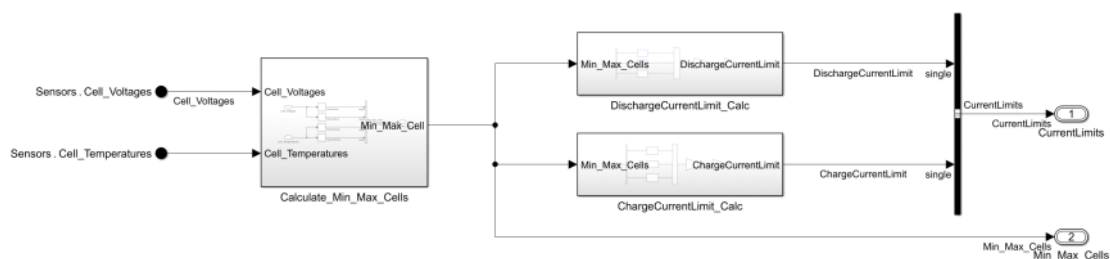 Sensors . Cell_Voltages
Cell_Voltages
Cell_Voltages
Sensors . Cell_Temperatures
Cell_Temperatures
Min_Max_Cell
Calculate_Min_Max_Cells
Min_Max_Cells
DischargeCurrentLimit
DischargeCurrentLimit_Calc
DischargeCurrentLimit
single
Min_Max_Cells
ChargeCurrentLimit
ChargeCurrentLimit_Calc
ChargeCurrentLimit
single
CurrentLimits
CurrentLimits
1
CurrentLimits
Min_Max_Cells
2
Min_Max_Cells